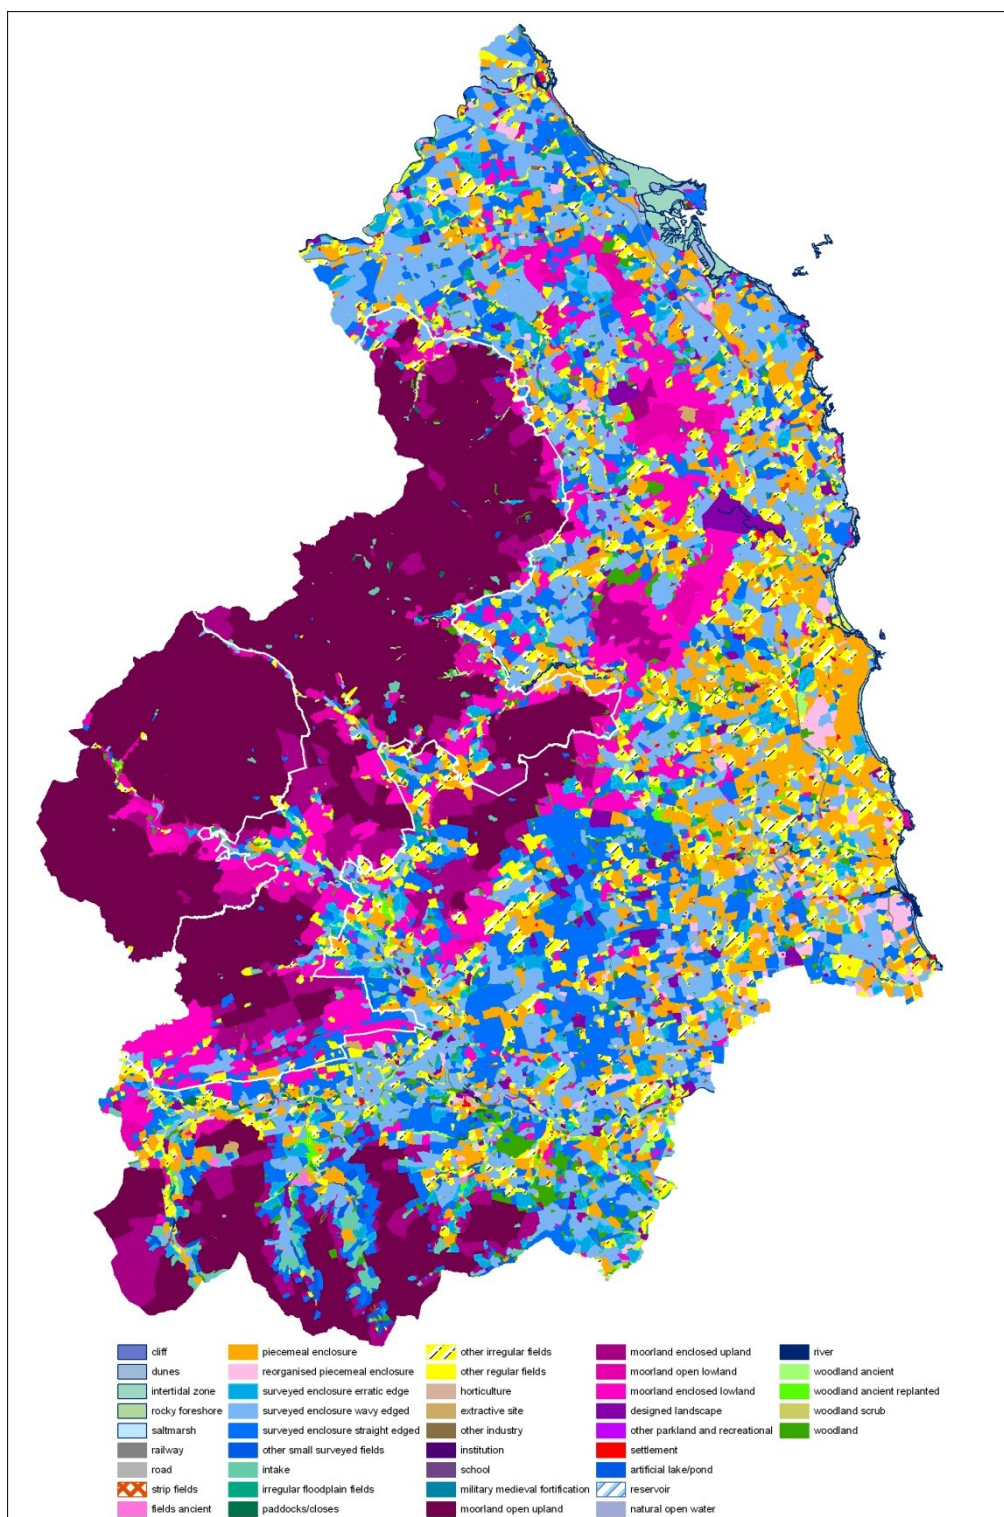 cliff
dunes
intertidal zone
rocky foreshore
saltmarsh
railway
road
strip fields
fields ancient
piecemeal enclosure
reorganised piecemeal enclosure
surveyed enclosure erratic edge
surveyed enclosure wavy edged
surveyed enclosure straight edged
other small surveyed fields
intake
irregular floodplain fields
paddocks/closes
other irregular fields
other regular fields
horticulture
extractive site
other industry
institution
school
military medieval fortification
moorland open upland
moorland enclosed upland
moorland open lowland
moorland enclosed lowland
designed landscape
other parkland and recreational
settlement
artificial lake/pond
reservoir
natural open water
river
woodland ancient
woodland ancient replanted
woodland scrub
woodland